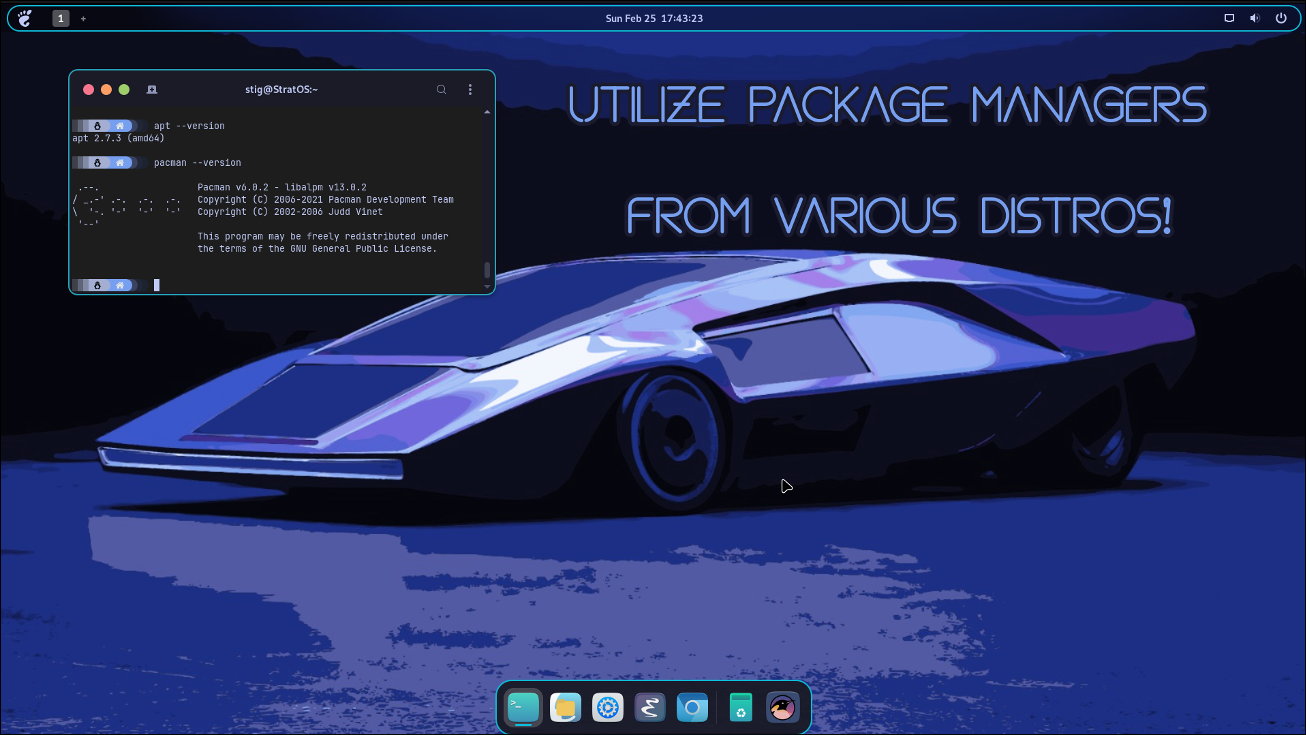 1 +
Sun Feb 25 17:43:23
stig@StratOS:~
apt --version
apt 2.7.3 (amd64)
pacman --version
 .--.                  Pacman v6.0.2 - libalpm v13.0.2
/ _.-' .-.  .-.  .-.   Copyright (C) 2006-2021 Pacman Development Team
\  '-. '-'  '-'  '-'   Copyright (C) 2002-2006 Judd Vinet
 '--'
This program may be freely redistributed under
the terms of the GNU General Public License.
UTILIZE PACKAGE MANAGERS
FROM VARIOUS DISTROS!
>_